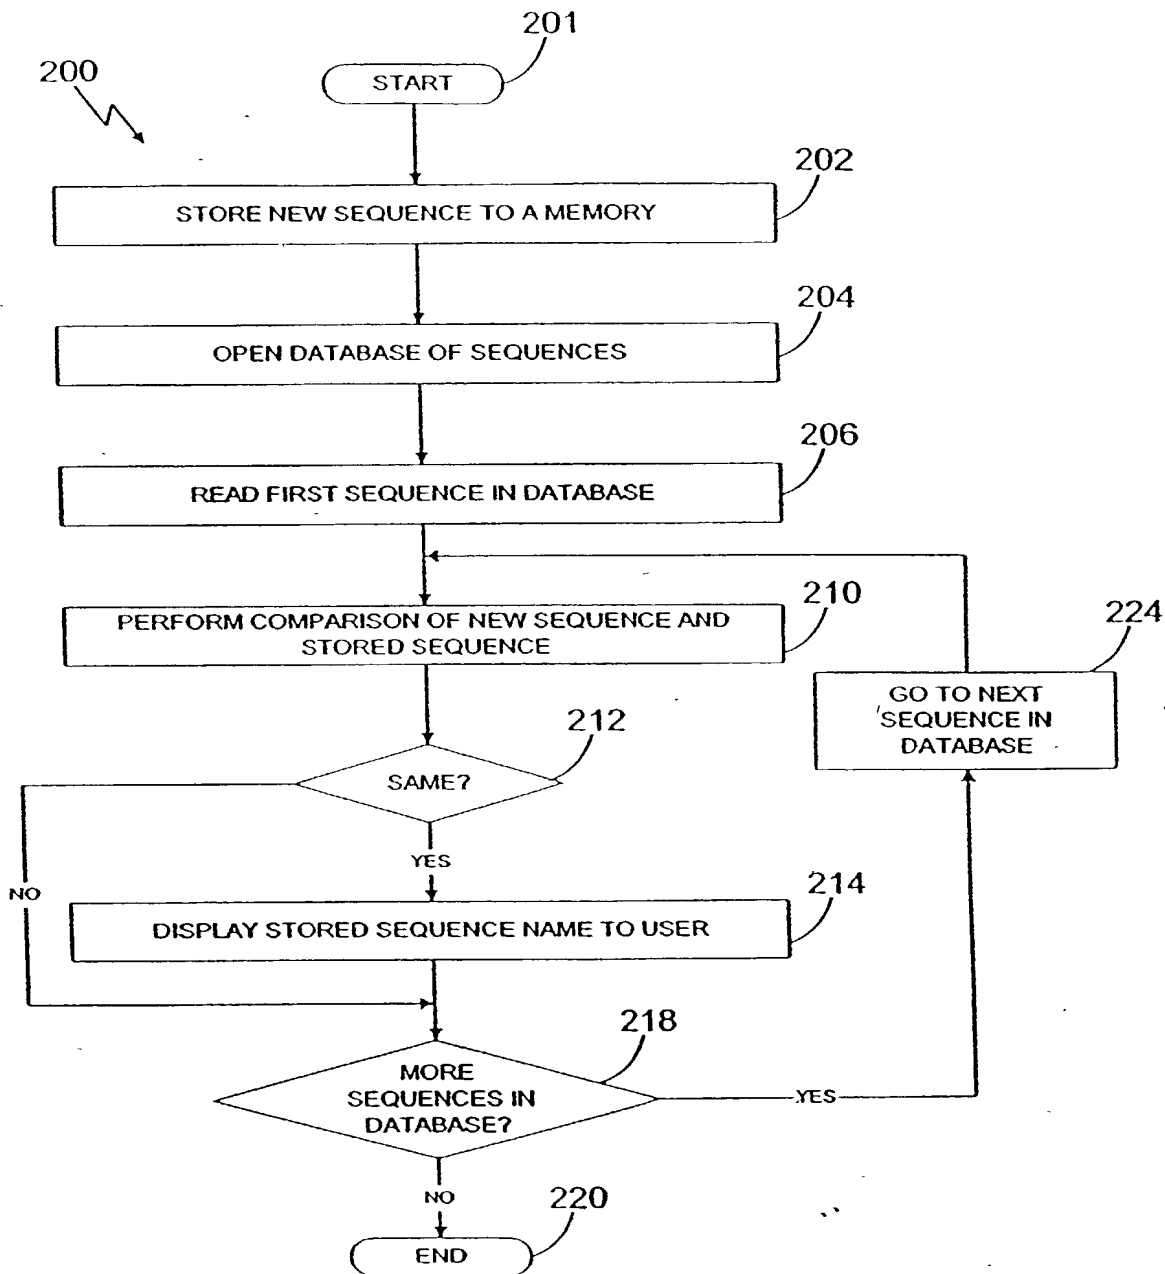 201
200
START
202
STORE NEW SEQUENCE TO A MEMORY
204
OPEN DATABASE OF SEQUENCES
206
READ FIRST SEQUENCE IN DATABASE
210
PERFORM COMPARISON OF NEW SEQUENCE AND
STORED SEQUENCE
224
GO TO NEXT
SEQUENCE IN
DATABASE
212
SAME?
YES
NO
214
DISPLAY STORED SEQUENCE NAME TO USER
218
MORE
SEQUENCES IN
DATABASE?
YES
NO
220
END